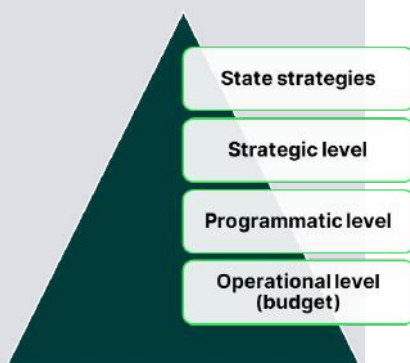 State strategies
Strategic level
Programmatic level
Operational level
(budget)